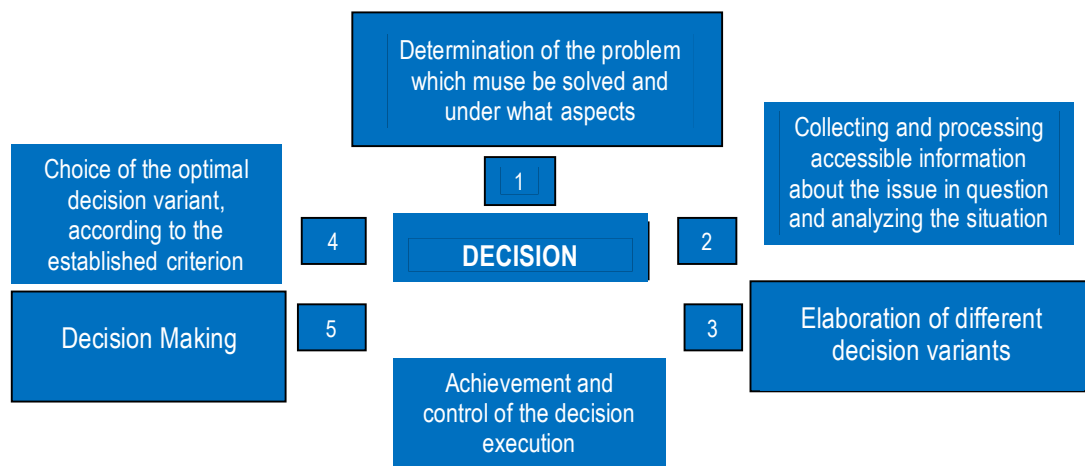 Determination of the problem
which muse be solved and
under what aspects
1
Collecting and processing
accessible information
about the issue in question
and analyzing the situation
2
DECISION
4
Choice of the optimal
decision variant,
according to the
established criterion
Decision Making
5
3
Elaboration of different
decision variants
Achievement and
control of the decision
execution